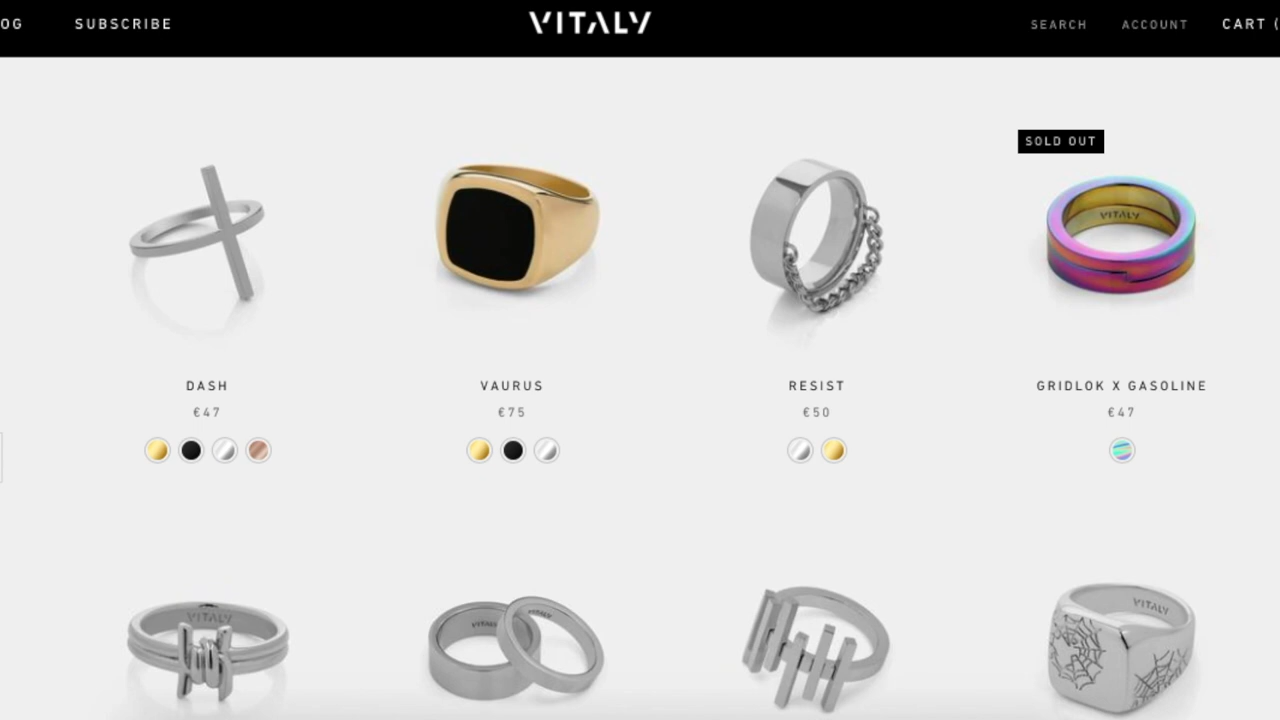 OG SUBSCRIBE VITALY SEARCH ACCOUNT CART (
SOLD OUT
VITALY
DASH VAURUS RESIST GRIDLOK X GASOLINE
€47 €75 €50 €47
VITALY VITALY VITALY VITALY